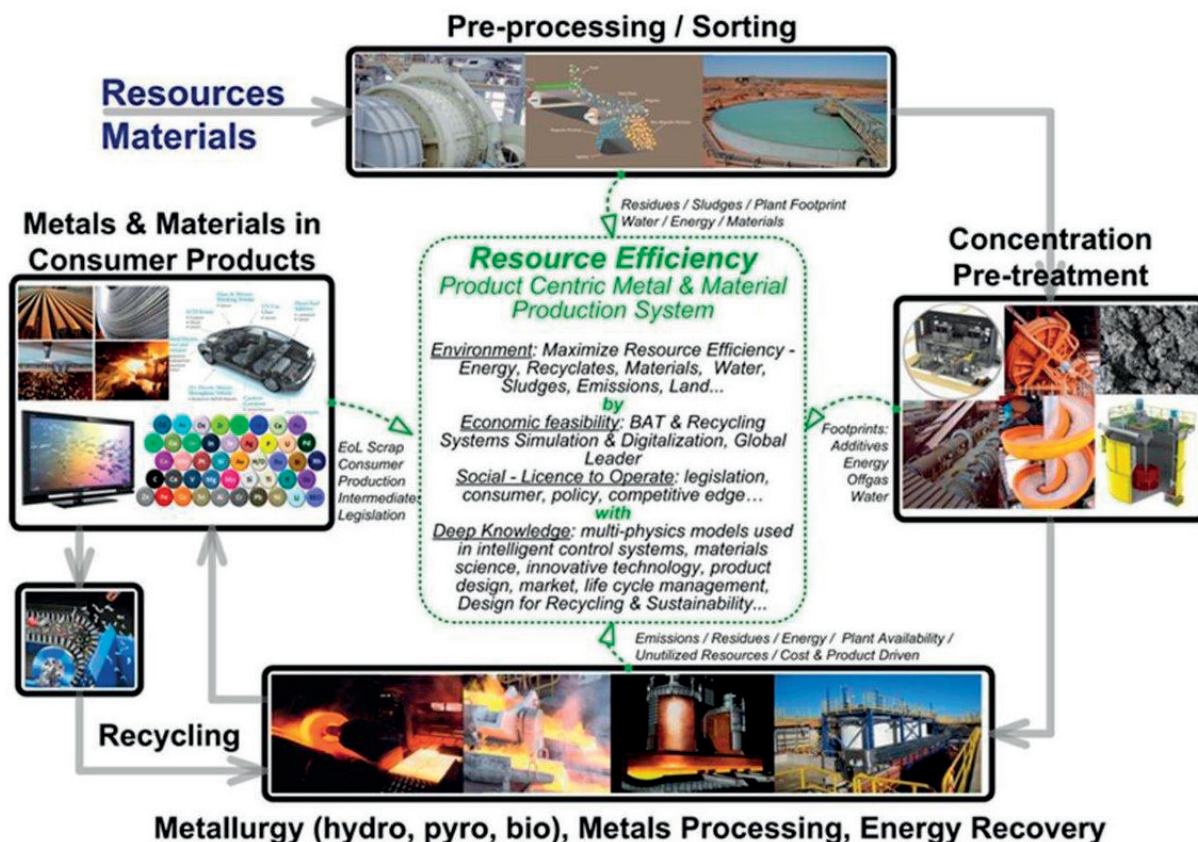 Pre-processing / Sorting
Resources
Materials
Residues / Sludges / Plant Footprint
Water / Energy / Materials
Metals & Materials in
Consumer Products
Concentration
Pre-treatment
Resource Efficiency
Product Centric Metal & Material
Production System
Environment: Maximize Resource Efficiency -
Energy, Recyclates, Materials, Water,
Sludges, Emissions, Land...
by
Economic feasibility: BAT & Recycling
Systems Simulation & Digitalization, Global
Leader
Social - Licence to Operate: legislation,
consumer, policy, competitive edge...
with
Deep Knowledge: multi-physics models used
in intelligent control systems, materials
science, innovative technology, product
design, market, life cycle management,
Design for Recycling & Sustainability...
EoL Scrap
Consumer
Production
Intermediate
Legislation
Footprints:
Additives
Energy
Offgas
Water
Emissions / Residues / Energy / Plant Availability /
Unutilized Resources / Cost & Product Driven
Recycling
Metallurgy (hydro, pyro, bio), Metals Processing, Energy Recovery